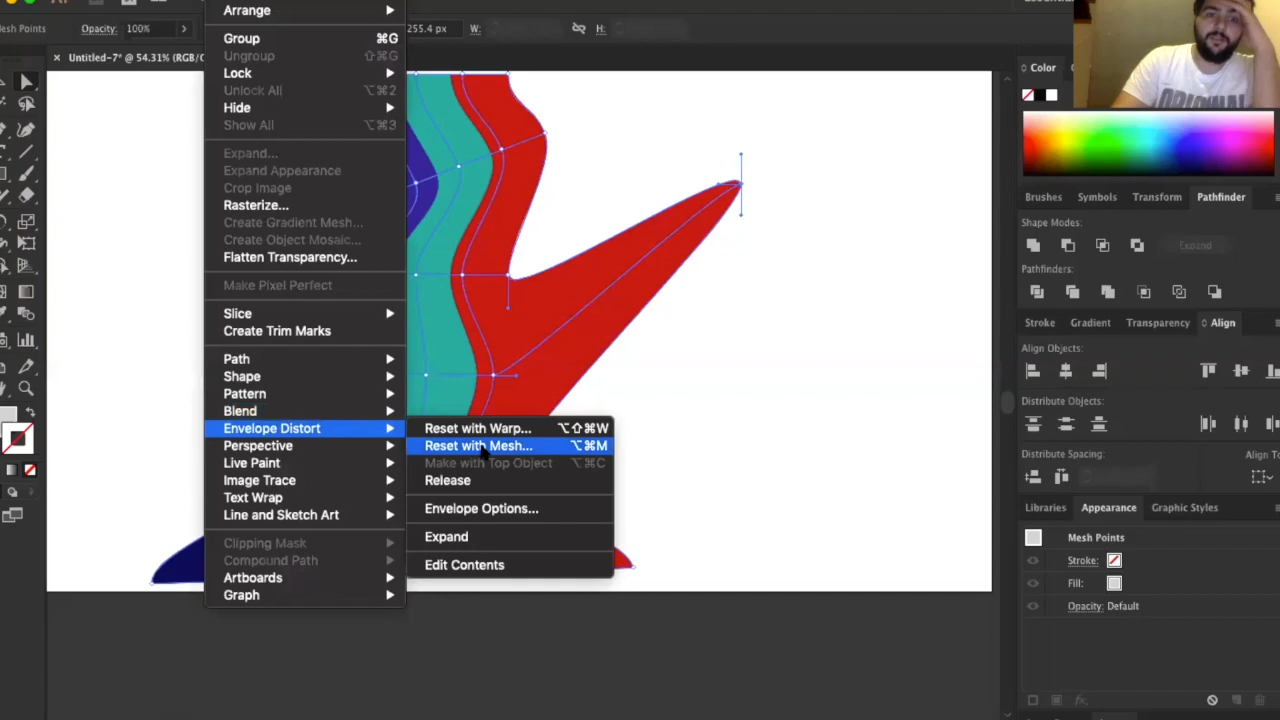 Arrange
Mesh Points
Opacity: 100%
255.4 px
W:
H:
Group ⌘G
Ungroup ⇧⌘G
× Untitled-7* @ 54.31% (RGB/
Lock
Unlock All ⌥⌘2
Hide
Show All ⌥⌘3
Expand...
Expand Appearance
Crop Image
Rasterize...
Create Gradient Mesh...
Create Object Mosaic...
Flatten Transparency...
Make Pixel Perfect
Slice
Create Trim Marks
Path
Shape
Pattern
Blend
Envelope Distort
Perspective
Live Paint
Image Trace
Text Wrap
Line and Sketch Art
Clipping Mask
Compound Path
Artboards
Graph
Reset with Warp... ⌥⇧⌘W
Reset with Mesh... ⌥⌘M
Make with Top Object ⌥⌘C
Release
Envelope Options...
Expand
Edit Contents
ORIGINAL
Color
Brushes Symbols Transform Pathfinder
Shape Modes:
Expand
Pathfinders:
Stroke Gradient Transparency Align
Align Objects:
Distribute Objects:
Distribute Spacing: Align To
Libraries Appearance Graphic Styles
Mesh Points
Stroke:
Fill:
Opacity: Default
fx